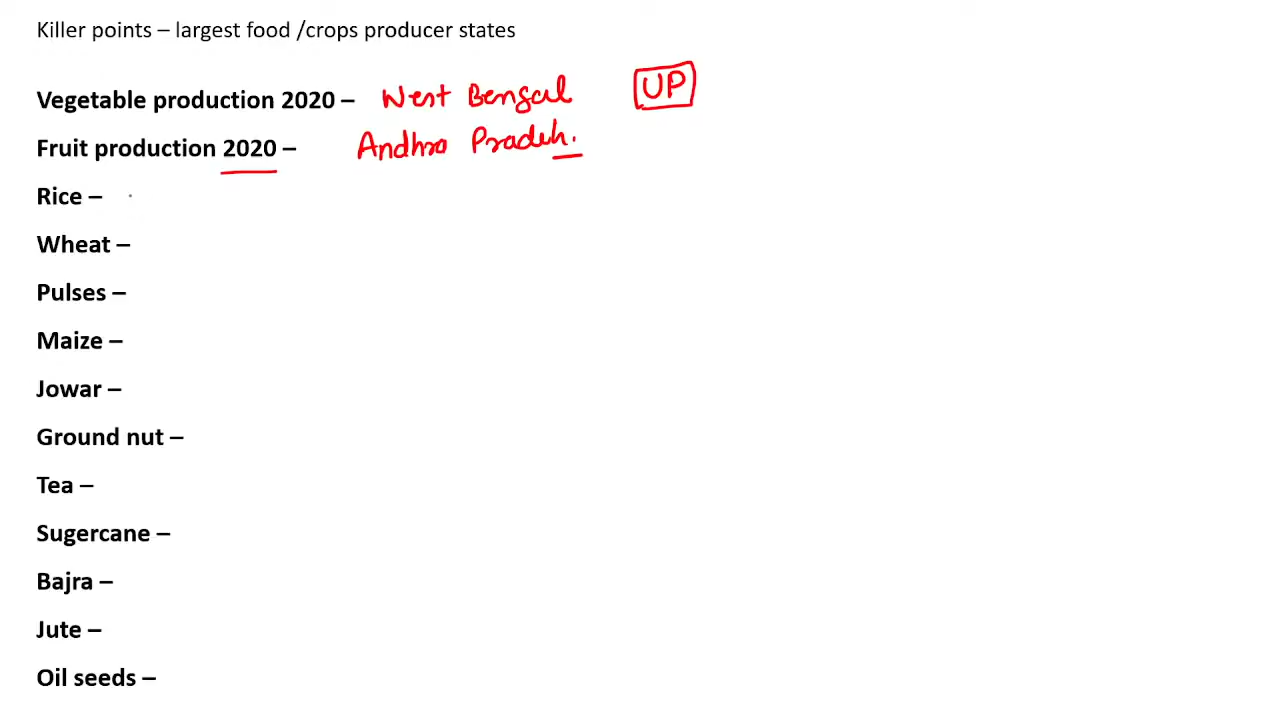 Killer points – largest food /crops producer states
Vegetable production 2020 – West Bengal UP
Fruit production 2020 – Andhra Pradesh.
Rice –
Wheat –
Pulses –
Maize –
Jowar –
Ground nut –
Tea –
Sugercane –
Bajra –
Jute –
Oil seeds –